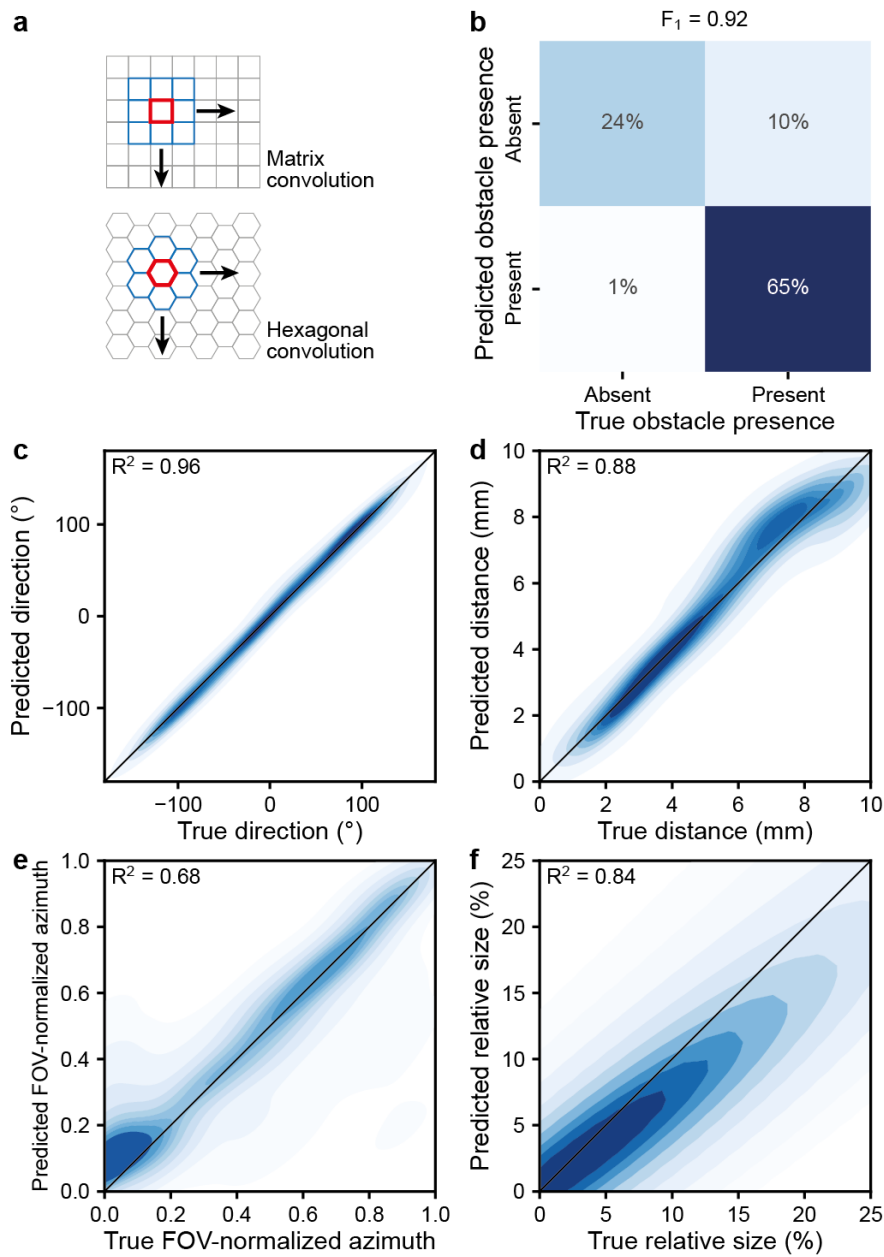 a
Matrix
convolution
Hexagonal
convolution
b
F₁ = 0.92
Predicted obstacle presence
Absent
Present
24%
10%
1%
65%
Absent
Present
True obstacle presence
c
R² = 0.96
Predicted direction (°)
100
0
−100
−100
0
100
True direction (°)
d
R² = 0.88
Predicted distance (mm)
10
8
6
4
2
0
0
2
4
6
8
10
True distance (mm)
e
R² = 0.68
Predicted FOV-normalized azimuth
1.0
0.8
0.6
0.4
0.2
0.0
0.0
0.2
0.4
0.6
0.8
1.0
True FOV-normalized azimuth
f
R² = 0.84
Predicted relative size (%)
25
20
15
10
5
0
0
5
10
15
20
25
True relative size (%)